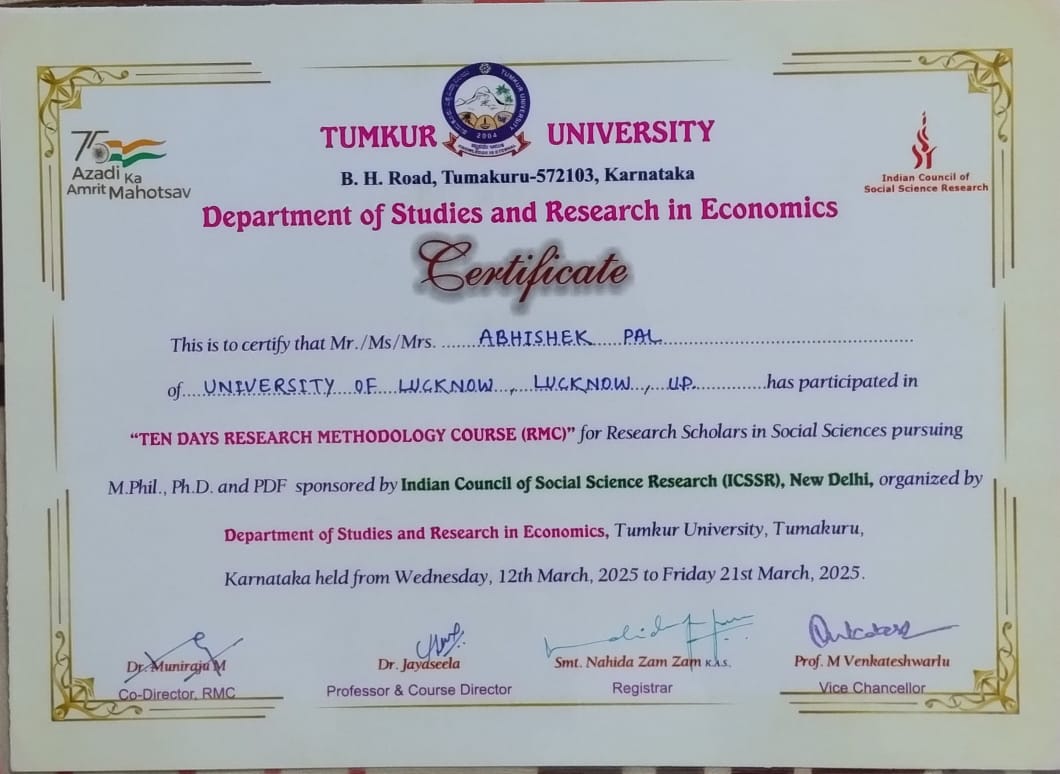 75
Azadi Ka
Amrit Mahotsav
TUMKUR UNIVERSITY
TUMKUR UNIVERSITY
2004
Indian Council of
Social Science Research
B. H. Road, Tumakuru-572103, Karnataka
Department of Studies and Research in Economics
Certificate
This is to certify that Mr./Ms/Mrs. ABHISHEK PAL
of UNIVERSITY OF LUCKNOW, LUCKNOW, U.P. has participated in
"TEN DAYS RESEARCH METHODOLOGY COURSE (RMC)" for Research Scholars in Social Sciences pursuing
M.Phil., Ph.D. and PDF sponsored by Indian Council of Social Science Research (ICSSR), New Delhi, organized by
Department of Studies and Research in Economics, Tumkur University, Tumakuru,
Karnataka held from Wednesday, 12th March, 2025 to Friday 21st March, 2025.
Dr. Muniraju M
Co-Director, RMC
Dr. Jayasheela
Professor & Course Director
Smt. Nahida Zam Zam K.A.S.
Registrar
Prof. M Venkateshwarlu
Vice Chancellor